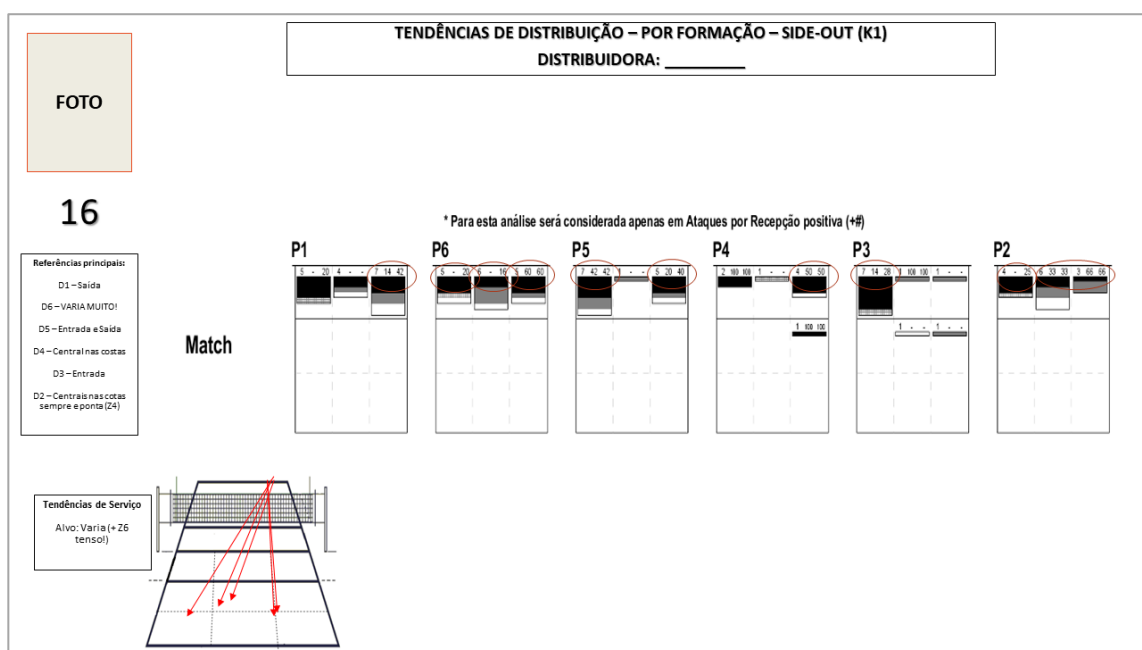 TENDÊNCIAS DE DISTRIBUIÇÃO – POR FORMAÇÃO – SIDE-OUT (K1)
DISTRIBUIDORA: _________
FOTO
16
Referências principais:
D1 – Saída
D6 – VARIA MUITO!
D5 – Entrada e Saída
D4 – Central nas costas
D3 – Entrada
D2 – Centrais nas cotas
sempre e ponta (Z4)
* Para esta análise será considerada apenas em Ataques por Recepção positiva (+#)
Match
P1 P6 P5 P4 P3 P2
5 - 20 4 - - 7 14 42
5 - 20 6 - 16 5 60 60
7 42 42 1 - - 5 20 40
2 100 100 1 - - 4 50 50
7 14 28 1 100 100 1 - -
4 - 25 6 33 33 3 66 66
1 100 100
1 - - 1 - -
Tendências de Serviço
Alvo: Varia (+ Z6
tenso!)